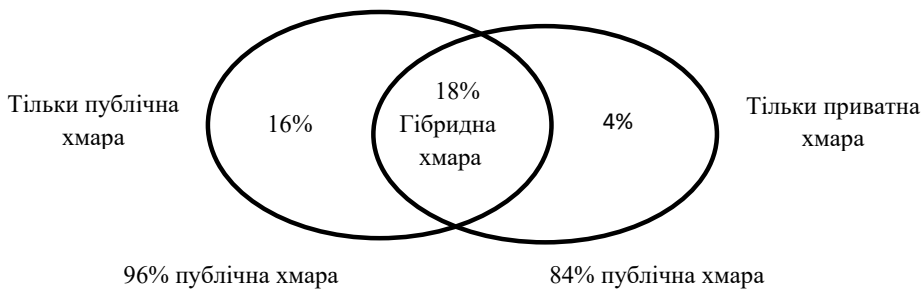 Тільки публічна
хмара
16%
18%
Гібридна
хмара
4%
Тільки приватна
хмара
96% публічна хмара
84% публічна хмара